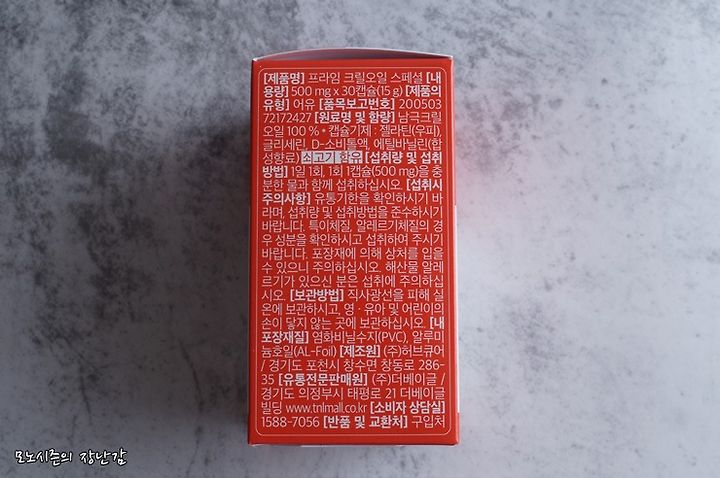 [제품명] 프라임 크릴오일 스페셜 [내
용량] 500 mg x 30캡슐(15 g) [제품의
유형] 어유 [품목보고번호] 200503
72172427 [원료명 및 함량] 남극크릴
오일 100 % * 캡슐기제 : 젤라틴(우피),
글리세린, D-소비톨액, 에틸바닐린(합
성향료) 쇠고기 함유 [섭취량 및 섭취
방법] 1일 1회, 1회 1캡슐(500 mg)을 충
분한 물과 함께 섭취하십시오. [섭취시
주의사항] 유통기한을 확인하시기 바
라며, 섭취량 및 섭취방법을 준수하시기
바랍니다. 특이체질, 알레르기체질의 경
우 성분을 확인하시고 섭취하여 주시기
바랍니다. 포장재에 의해 상처를 입을
수 있으니 주의하십시오. 해산물 알레
르기가 있으신 분은 섭취에 주의하십
시오. [보관방법] 직사광선을 피해 실
온에 보관하시고, 영ㆍ유아 및 어린이의
손이 닿지 않는 곳에 보관하십시오. [내
포장재질] 염화비닐수지(PVC), 알루미
늄호일(AL-Foil) [제조원] (주)허브큐어
/ 경기도 포천시 창수면 창동로 286-
35 [유통전문판매원] (주)더베이글 /
경기도 의정부시 태평로 21 더베이글
빌딩 www.tnlmall.co.kr [소비자 상담실]
1588-7056 [반품 및 교환처] 구입처
모노시즌의 장난감